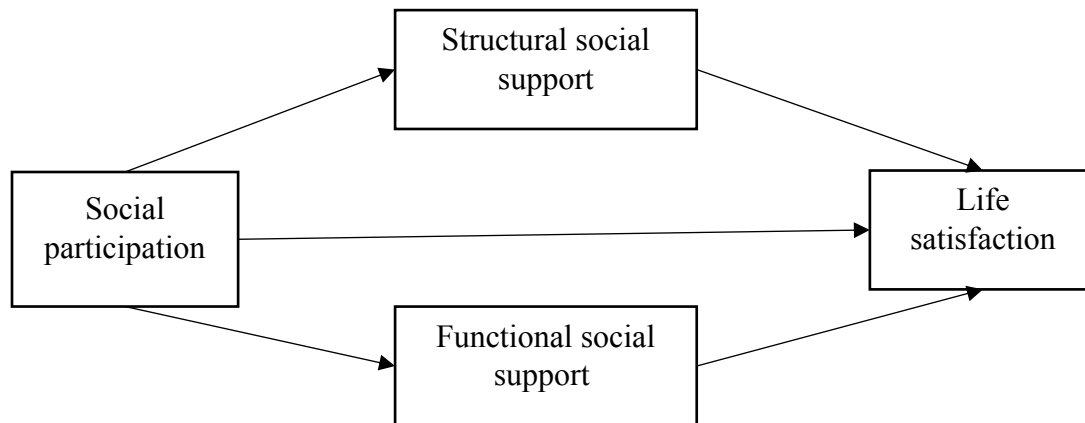 Structural social
support
Social
participation
Life
satisfaction
Functional social
support